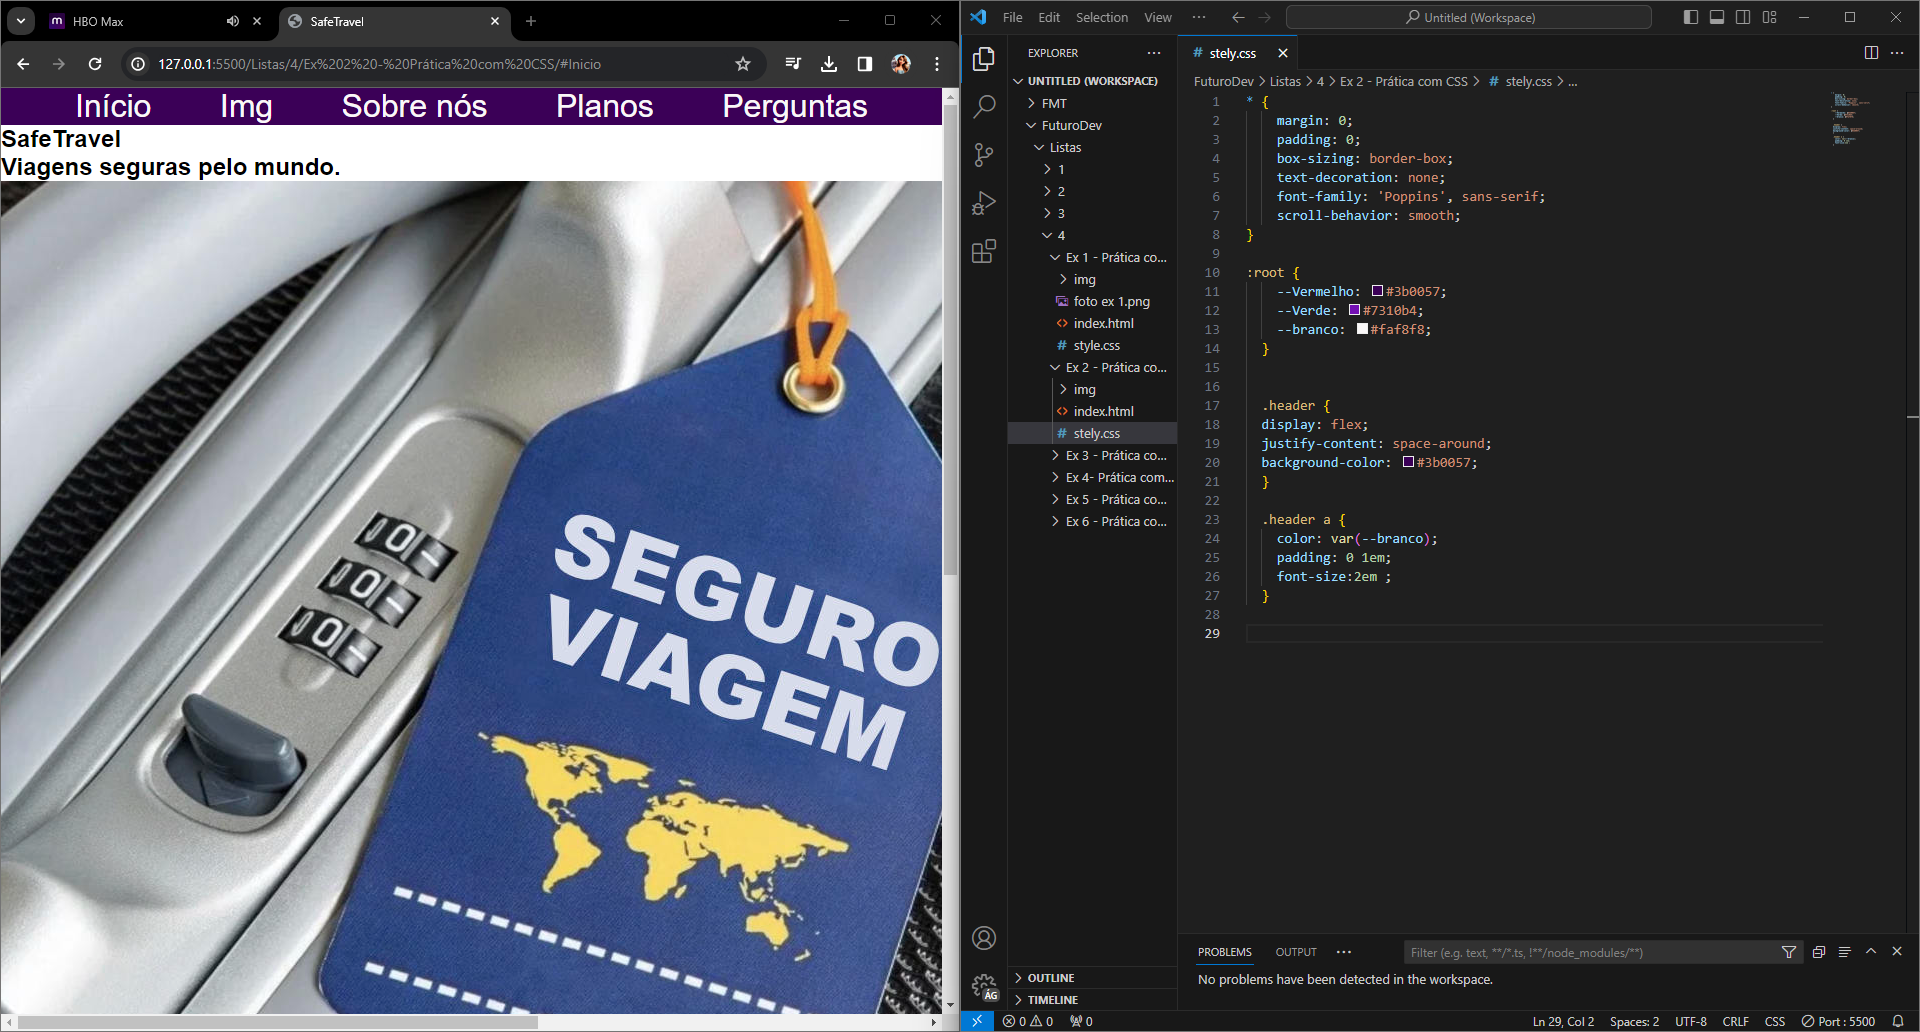 HBO Max
SafeTravel
127.0.0.1:5500/Listas/4/Ex%202%20-%20Prática%20com%20CSS/#Inicio
Início Img Sobre nós Planos Perguntas
SafeTravel
Viagens seguras pelo mundo.
SEGURO
VIAGEM
File Edit Selection View ···
Untitled (Workspace)
EXPLORER
UNTITLED (WORKSPACE)
FMT
FuturoDev
Listas
1
2
3
4
Ex 1 - Prática co...
img
foto ex 1.png
index.html
style.css
Ex 2 - Prática co...
img
index.html
stely.css
Ex 3 - Prática co...
Ex 4- Prática com...
Ex 5 - Prática co...
Ex 6 - Prática co...
OUTLINE
TIMELINE
AG
# stely.css
FuturoDev > Listas > 4 > Ex 2 - Prática com CSS > # stely.css > ...
1 * {
2 margin: 0;
3 padding: 0;
4 box-sizing: border-box;
5 text-decoration: none;
6 font-family: 'Poppins', sans-serif;
7 scroll-behavior: smooth;
8 }
9
10 :root {
11 --Vermelho: #3b0057;
12 --Verde: #7310b4;
13 --branco: #faf8f8;
14 }
15
16
17 .header {
18 display: flex;
19 justify-content: space-around;
20 background-color: #3b0057;
21 }
22
23 .header a {
24 color: var(--branco);
25 padding: 0 1em;
26 font-size:2em ;
27 }
28
29
PROBLEMS OUTPUT ···
Filter (e.g. text, **/*.ts, !**/node_modules/**)
No problems have been detected in the workspace.
0 0 0
Ln 29, Col 2 Spaces: 2 UTF-8 CRLF CSS Port : 5500